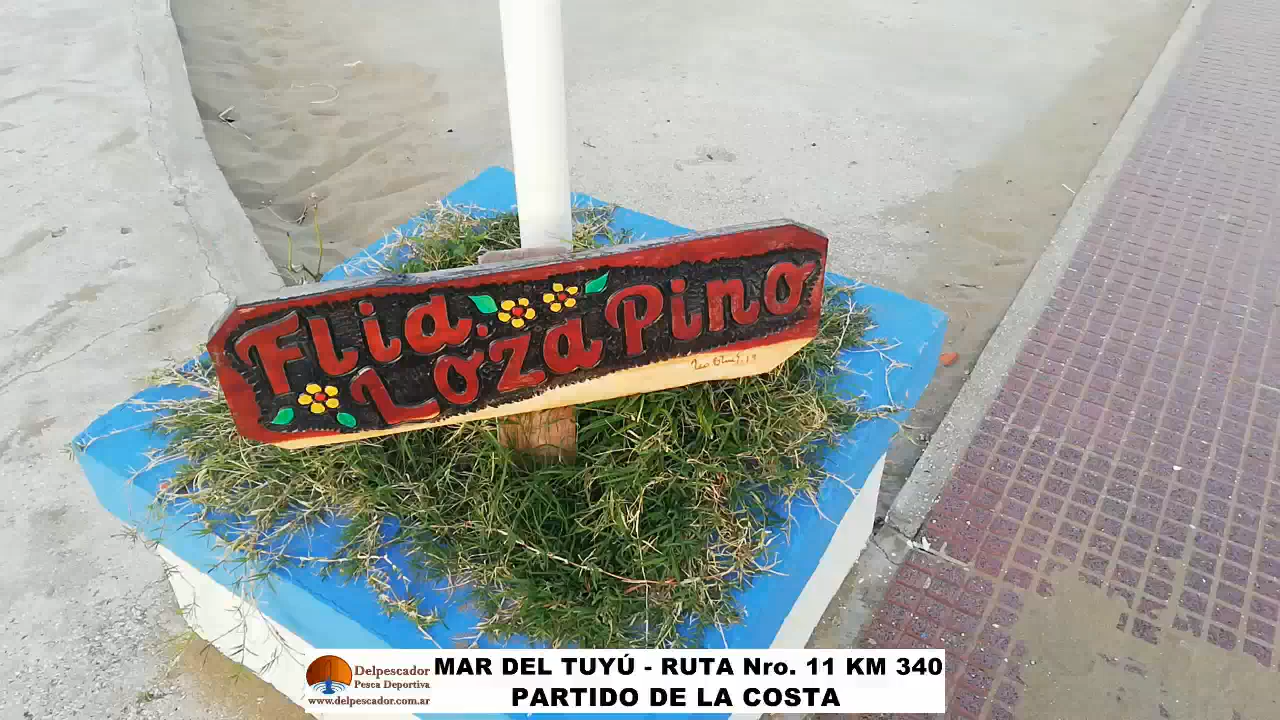 Flia.
Loza Pino
Delpescador
Pesca Deportiva
www.delpescador.com.ar
MAR DEL TUYÚ - RUTA Nro. 11 KM 340
PARTIDO DE LA COSTA